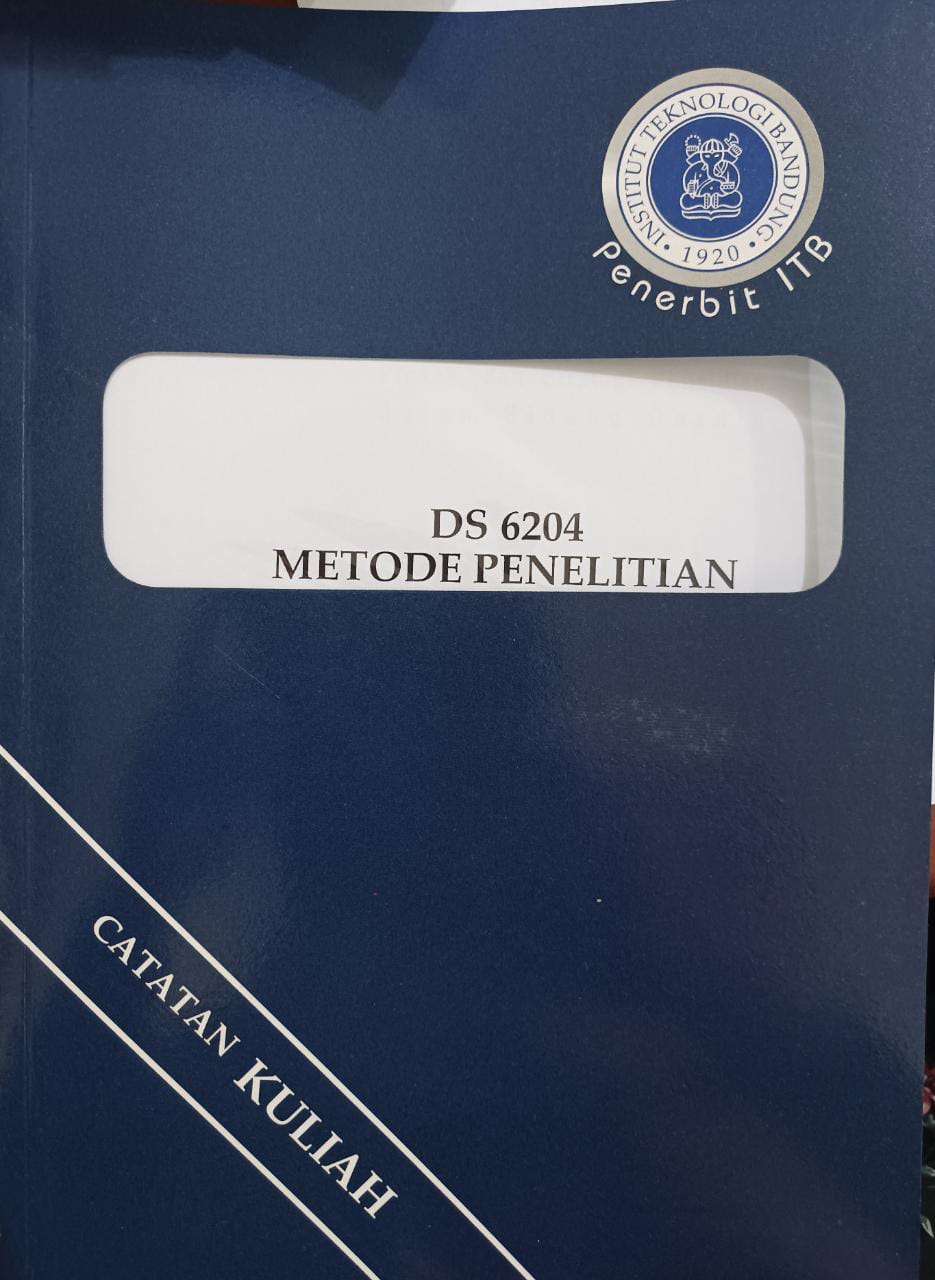 INSTITUT TEKNOLOGI BANDUNG
• 1920 •
Penerbit ITB
DS 6204
METODE PENELITIAN
CATATAN KULIAH